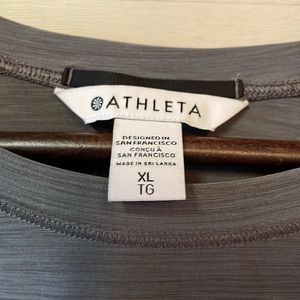 ATHLETA
DESIGNED IN
SAN FRANCISCO
CONÇU À
SAN FRANCISCO
MADE IN SRI LANKA
XL
TG